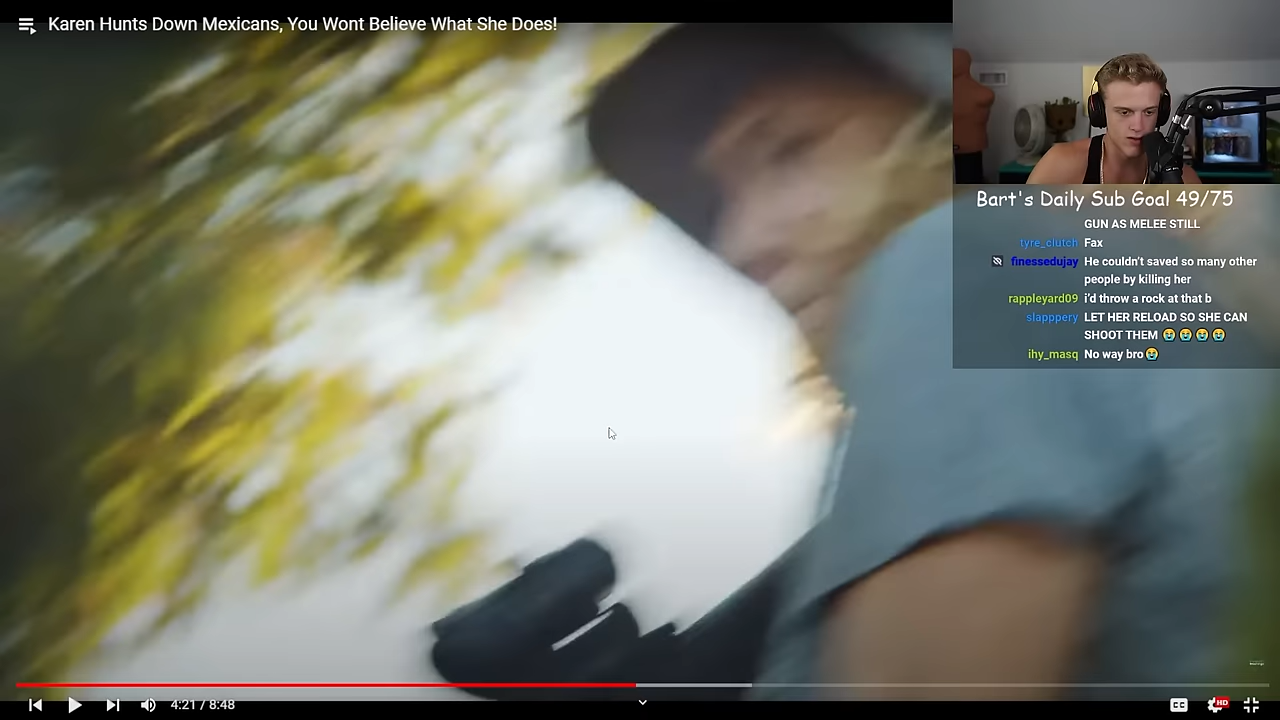 Karen Hunts Down Mexicans, You Wont Believe What She Does!
Bart's Daily Sub Goal 49/75
GUN AS MELEE STILL
tyre_clutch Fax
finessedujay He couldn’t saved so many other
people by killing her
rappleyard09 i'd throw a rock at that b
slapppery LET HER RELOAD SO SHE CAN
SHOOT THEM 😭😭😭😭
ihy_masq No way bro😭
4:21 / 8:48
CC
HD